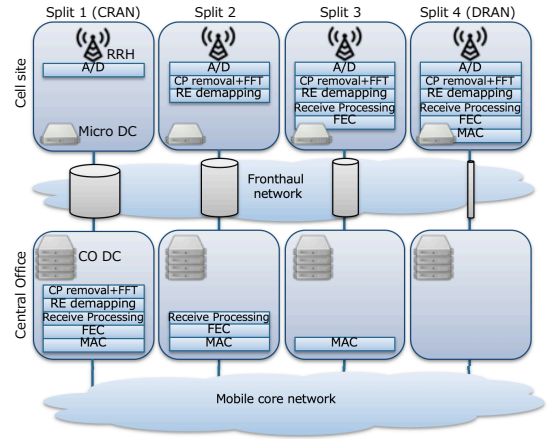 Split 1 (CRAN)
Split 2
Split 3
Split 4 (DRAN)
Cell site
RRH
A/D
Micro DC
A/D
CP removal+FFT
RE demapping
A/D
CP removal+FFT
RE demapping
Receive Processing
FEC
A/D
CP removal+FFT
RE demapping
Receive Processing
FEC
MAC
Fronthaul
network
Central Office
CO DC
CP removal+FFT
RE demapping
Receive Processing
FEC
MAC
Receive Processing
FEC
MAC
MAC
Mobile core network